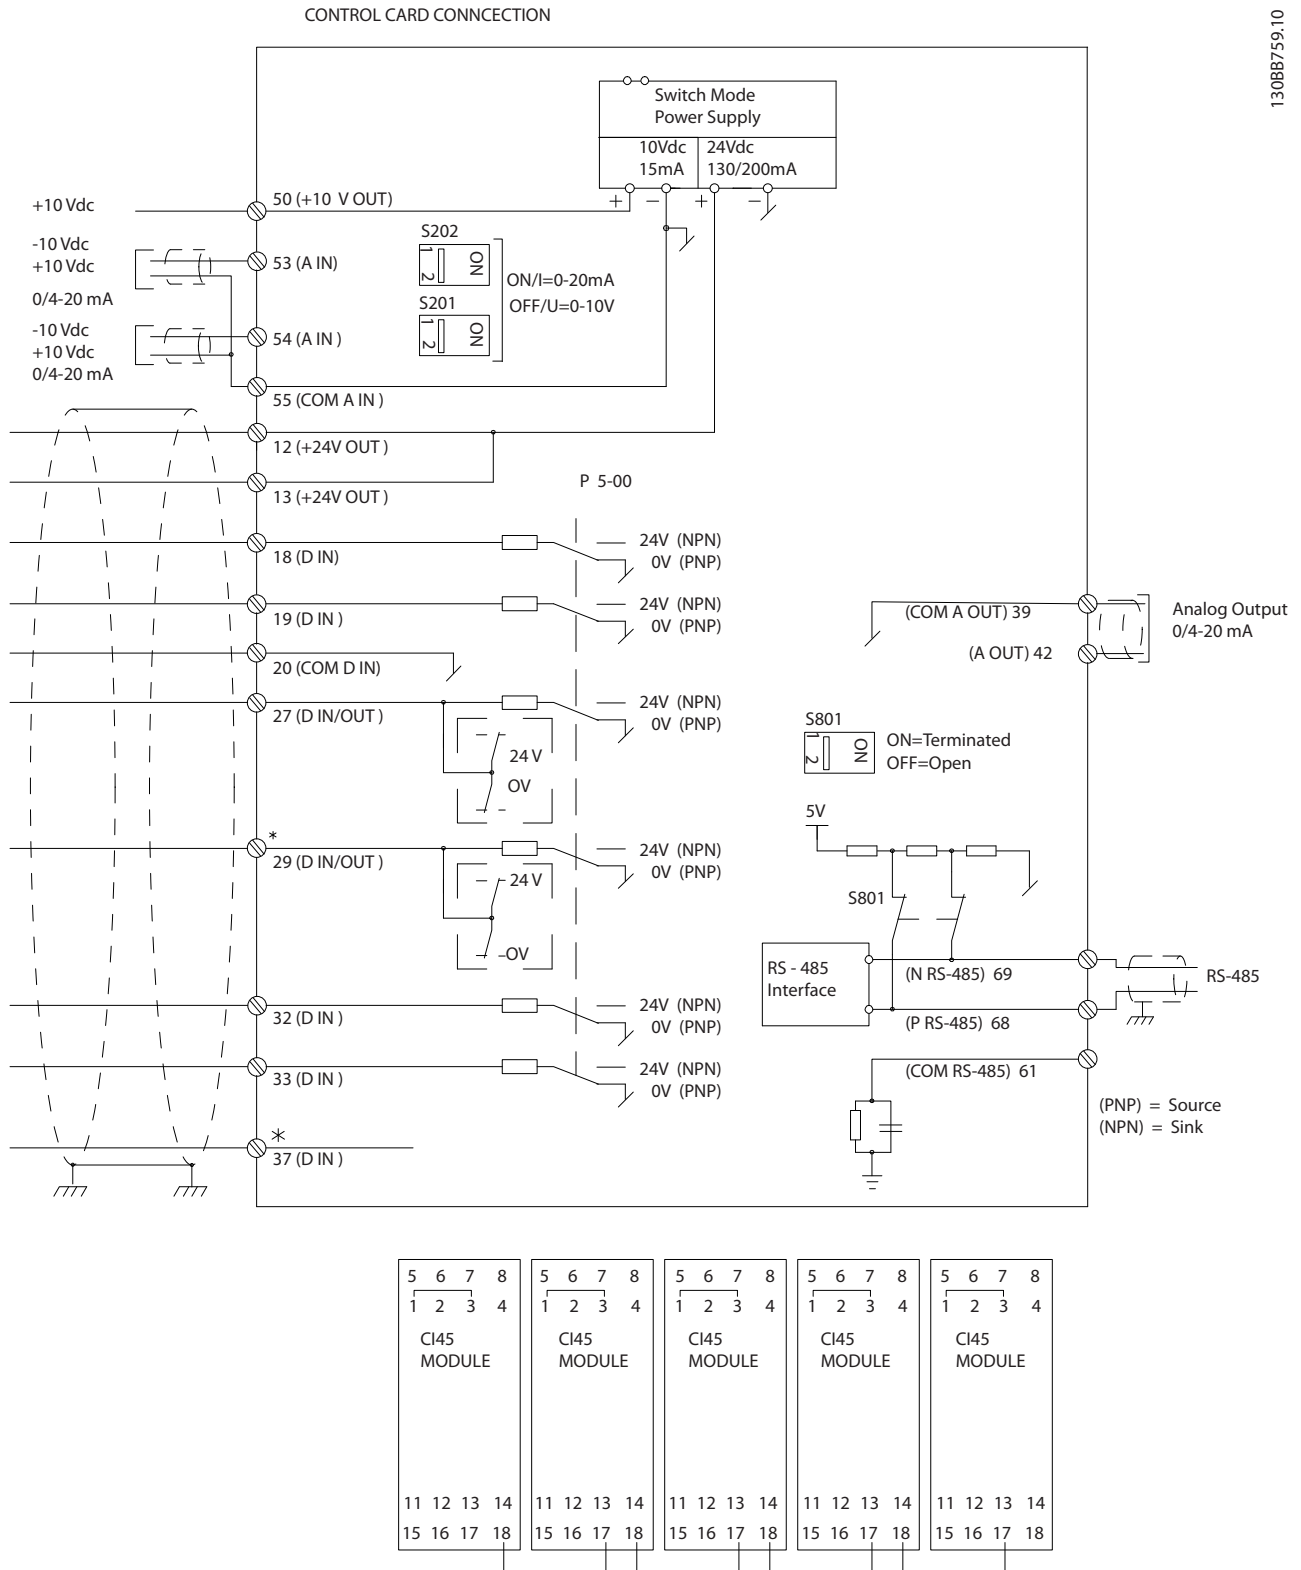 CONTROL CARD CONNCECTION
130BB759.10
Switch Mode
Power Supply
10Vdc
15mA
24Vdc
130/200mA
+ − + −
+10 Vdc
50 (+10 V OUT)
-10 Vdc
+10 Vdc
0/4-20 mA
53 (A IN)
S202
1 2 ON
ON/I=0-20mA
OFF/U=0-10V
S201
1 2 ON
-10 Vdc
+10 Vdc
0/4-20 mA
54 (A IN )
55 (COM A IN )
12 (+24V OUT )
13 (+24V OUT )
P 5-00
18 (D IN)
24V (NPN)
0V (PNP)
19 (D IN )
24V (NPN)
0V (PNP)
20 (COM D IN)
27 (D IN/OUT )
24V (NPN)
0V (PNP)
24 V
OV
*
29 (D IN/OUT )
24V (NPN)
0V (PNP)
24 V
OV
32 (D IN )
24V (NPN)
0V (PNP)
33 (D IN )
24V (NPN)
0V (PNP)
*
37 (D IN )
(COM A OUT) 39
(A OUT) 42
Analog Output
0/4-20 mA
S801
1 2 ON
ON=Terminated
OFF=Open
5V
S801
RS - 485
Interface
(N RS-485) 69
(P RS-485) 68
RS-485
(COM RS-485) 61
(PNP) = Source
(NPN) = Sink
5 6 7 8
1 2 3 4
CI45
MODULE
11 12 13 14
15 16 17 18
5 6 7 8
1 2 3 4
CI45
MODULE
11 12 13 14
15 16 17 18
5 6 7 8
1 2 3 4
CI45
MODULE
11 12 13 14
15 16 17 18
5 6 7 8
1 2 3 4
CI45
MODULE
11 12 13 14
15 16 17 18
5 6 7 8
1 2 3 4
CI45
MODULE
11 12 13 14
15 16 17 18